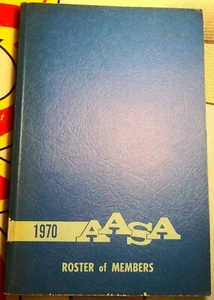 1970 AASA
ROSTER of MEMBERS